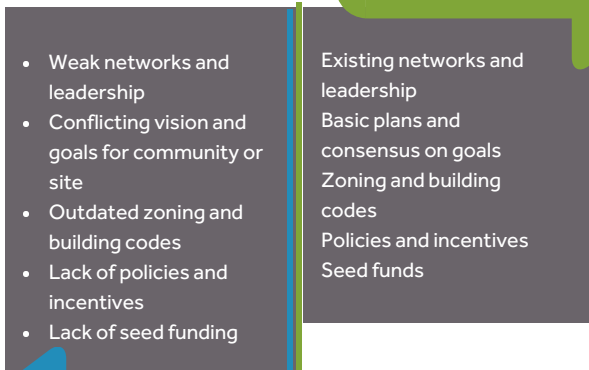 • Weak networks and
leadership
• Conflicting vision and
goals for community or
site
• Outdated zoning and
building codes
• Lack of policies and
incentives
• Lack of seed funding
Existing networks and
leadership
Basic plans and
consensus on goals
Zoning and building
codes
Policies and incentives
Seed funds